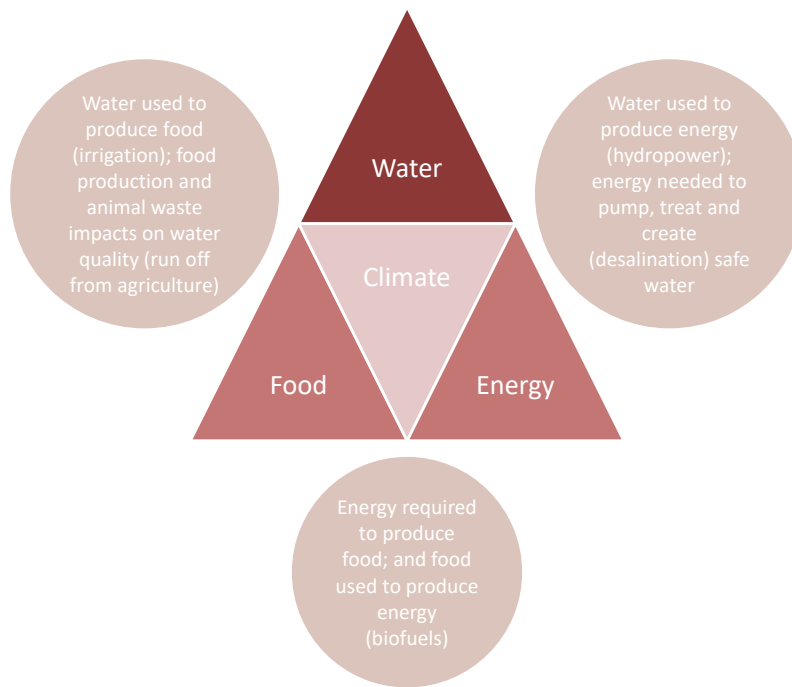 Water used to
produce food
(irrigation); food
production and
animal waste
impacts on water
quality (run off
from agriculture)
Water
Water used to
produce energy
(hydropower);
energy needed to
pump, treat and
create
(desalination) safe
water
Climate
Food
Energy
Energy required
to produce
food; and food
used to produce
energy
(biofuels)